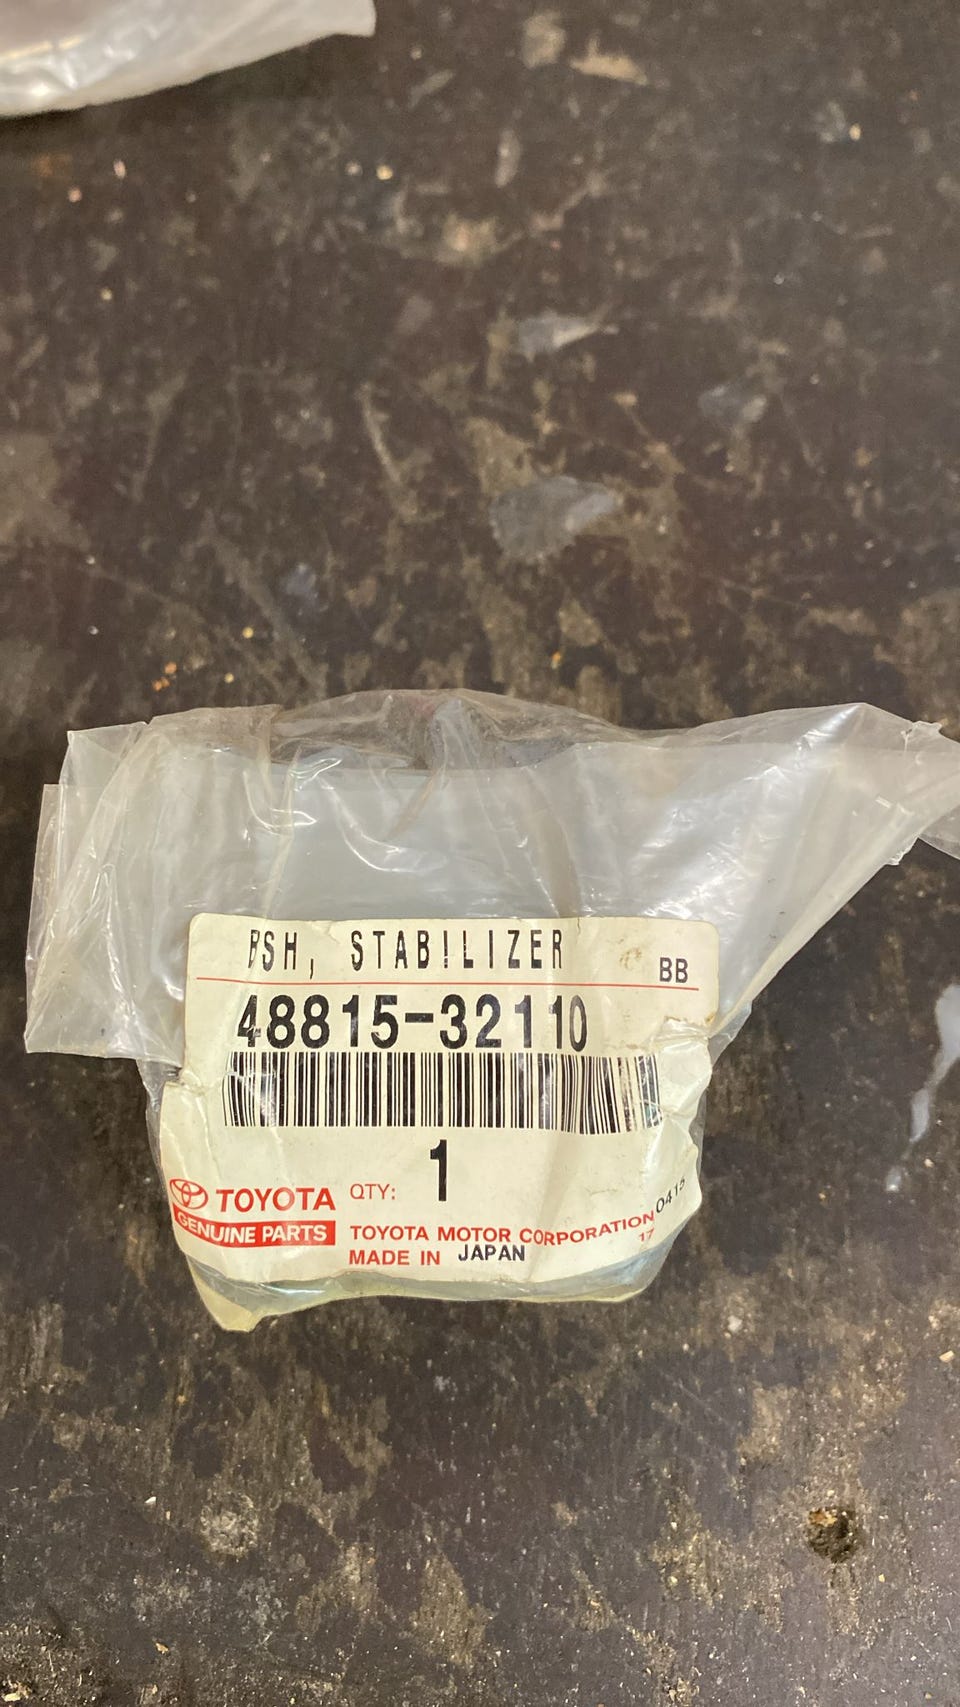 BSH, STABILIZER
BB
48815-32110
1
TOYOTA QTY:
GENUINE PARTS
TOYOTA MOTOR CORPORATION 0415
17
MADE IN JAPAN